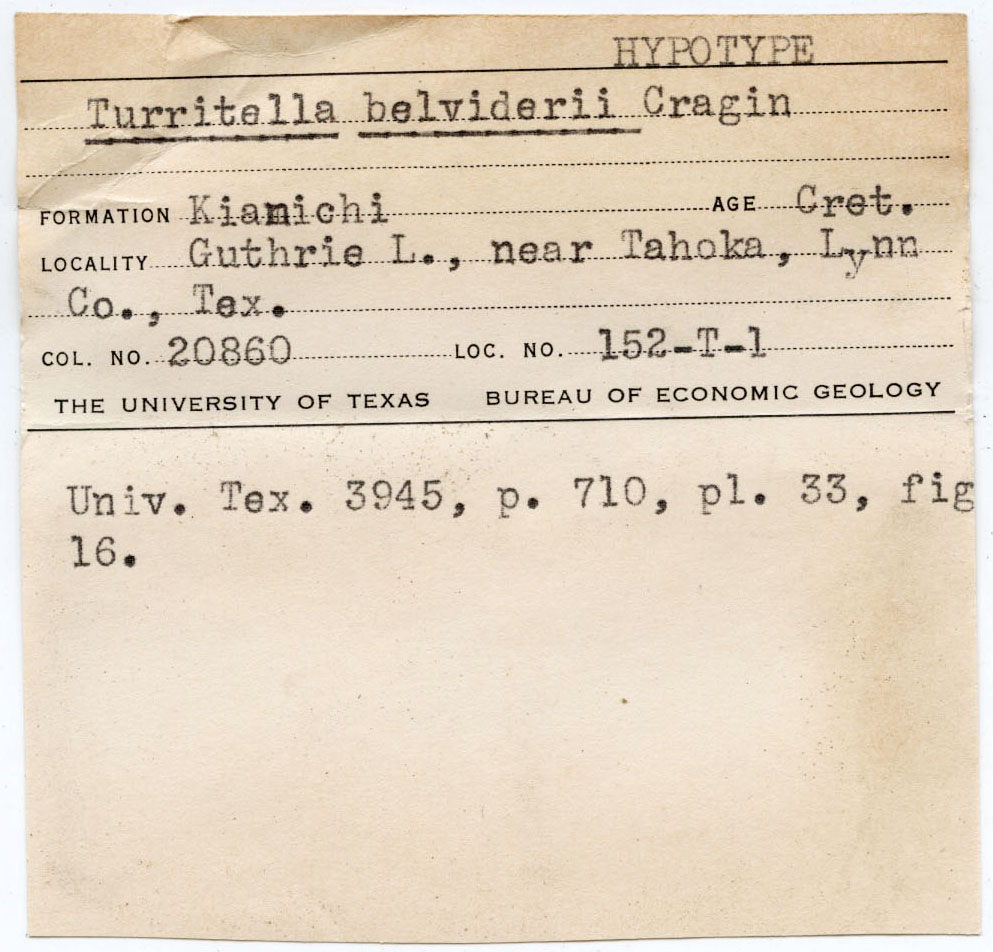 HYPOTYPE
Turritella belviderii Cragin
FORMATION Kiamichi AGE Cret.
LOCALITY Guthrie L., near Tahoka, Lynn
Co., Tex.
COL. NO. 20860 LOC. NO. 152-T-1
THE UNIVERSITY OF TEXAS BUREAU OF ECONOMIC GEOLOGY
Univ. Tex. 3945, p. 710, pl. 33, fig
16.